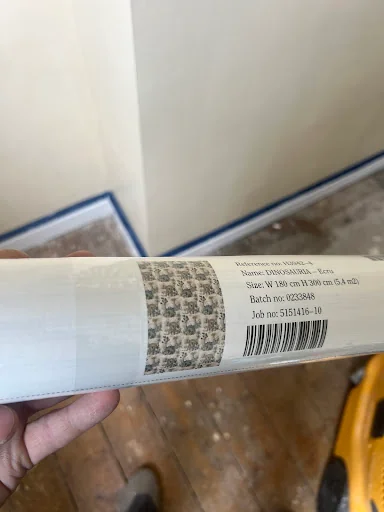 Reference no.
Name: DINOSAURIA – Ecru
Size: W 180 cm H 300 cm (5.4 m2)
Batch no: 0233848
Job no: 5151416-10